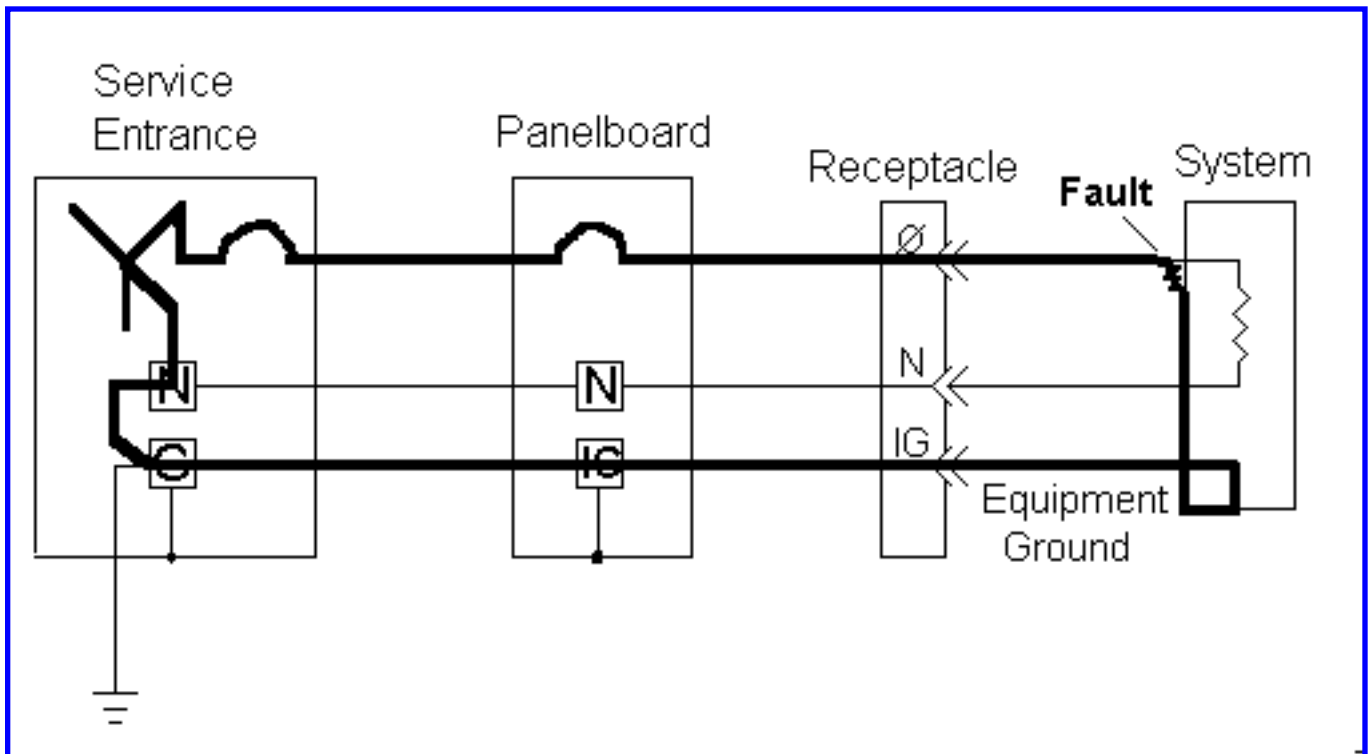 Service
Entrance
Panelboard
Receptacle
System
Fault
Ø
N
IG
N
N
G
IG
Equipment
Ground